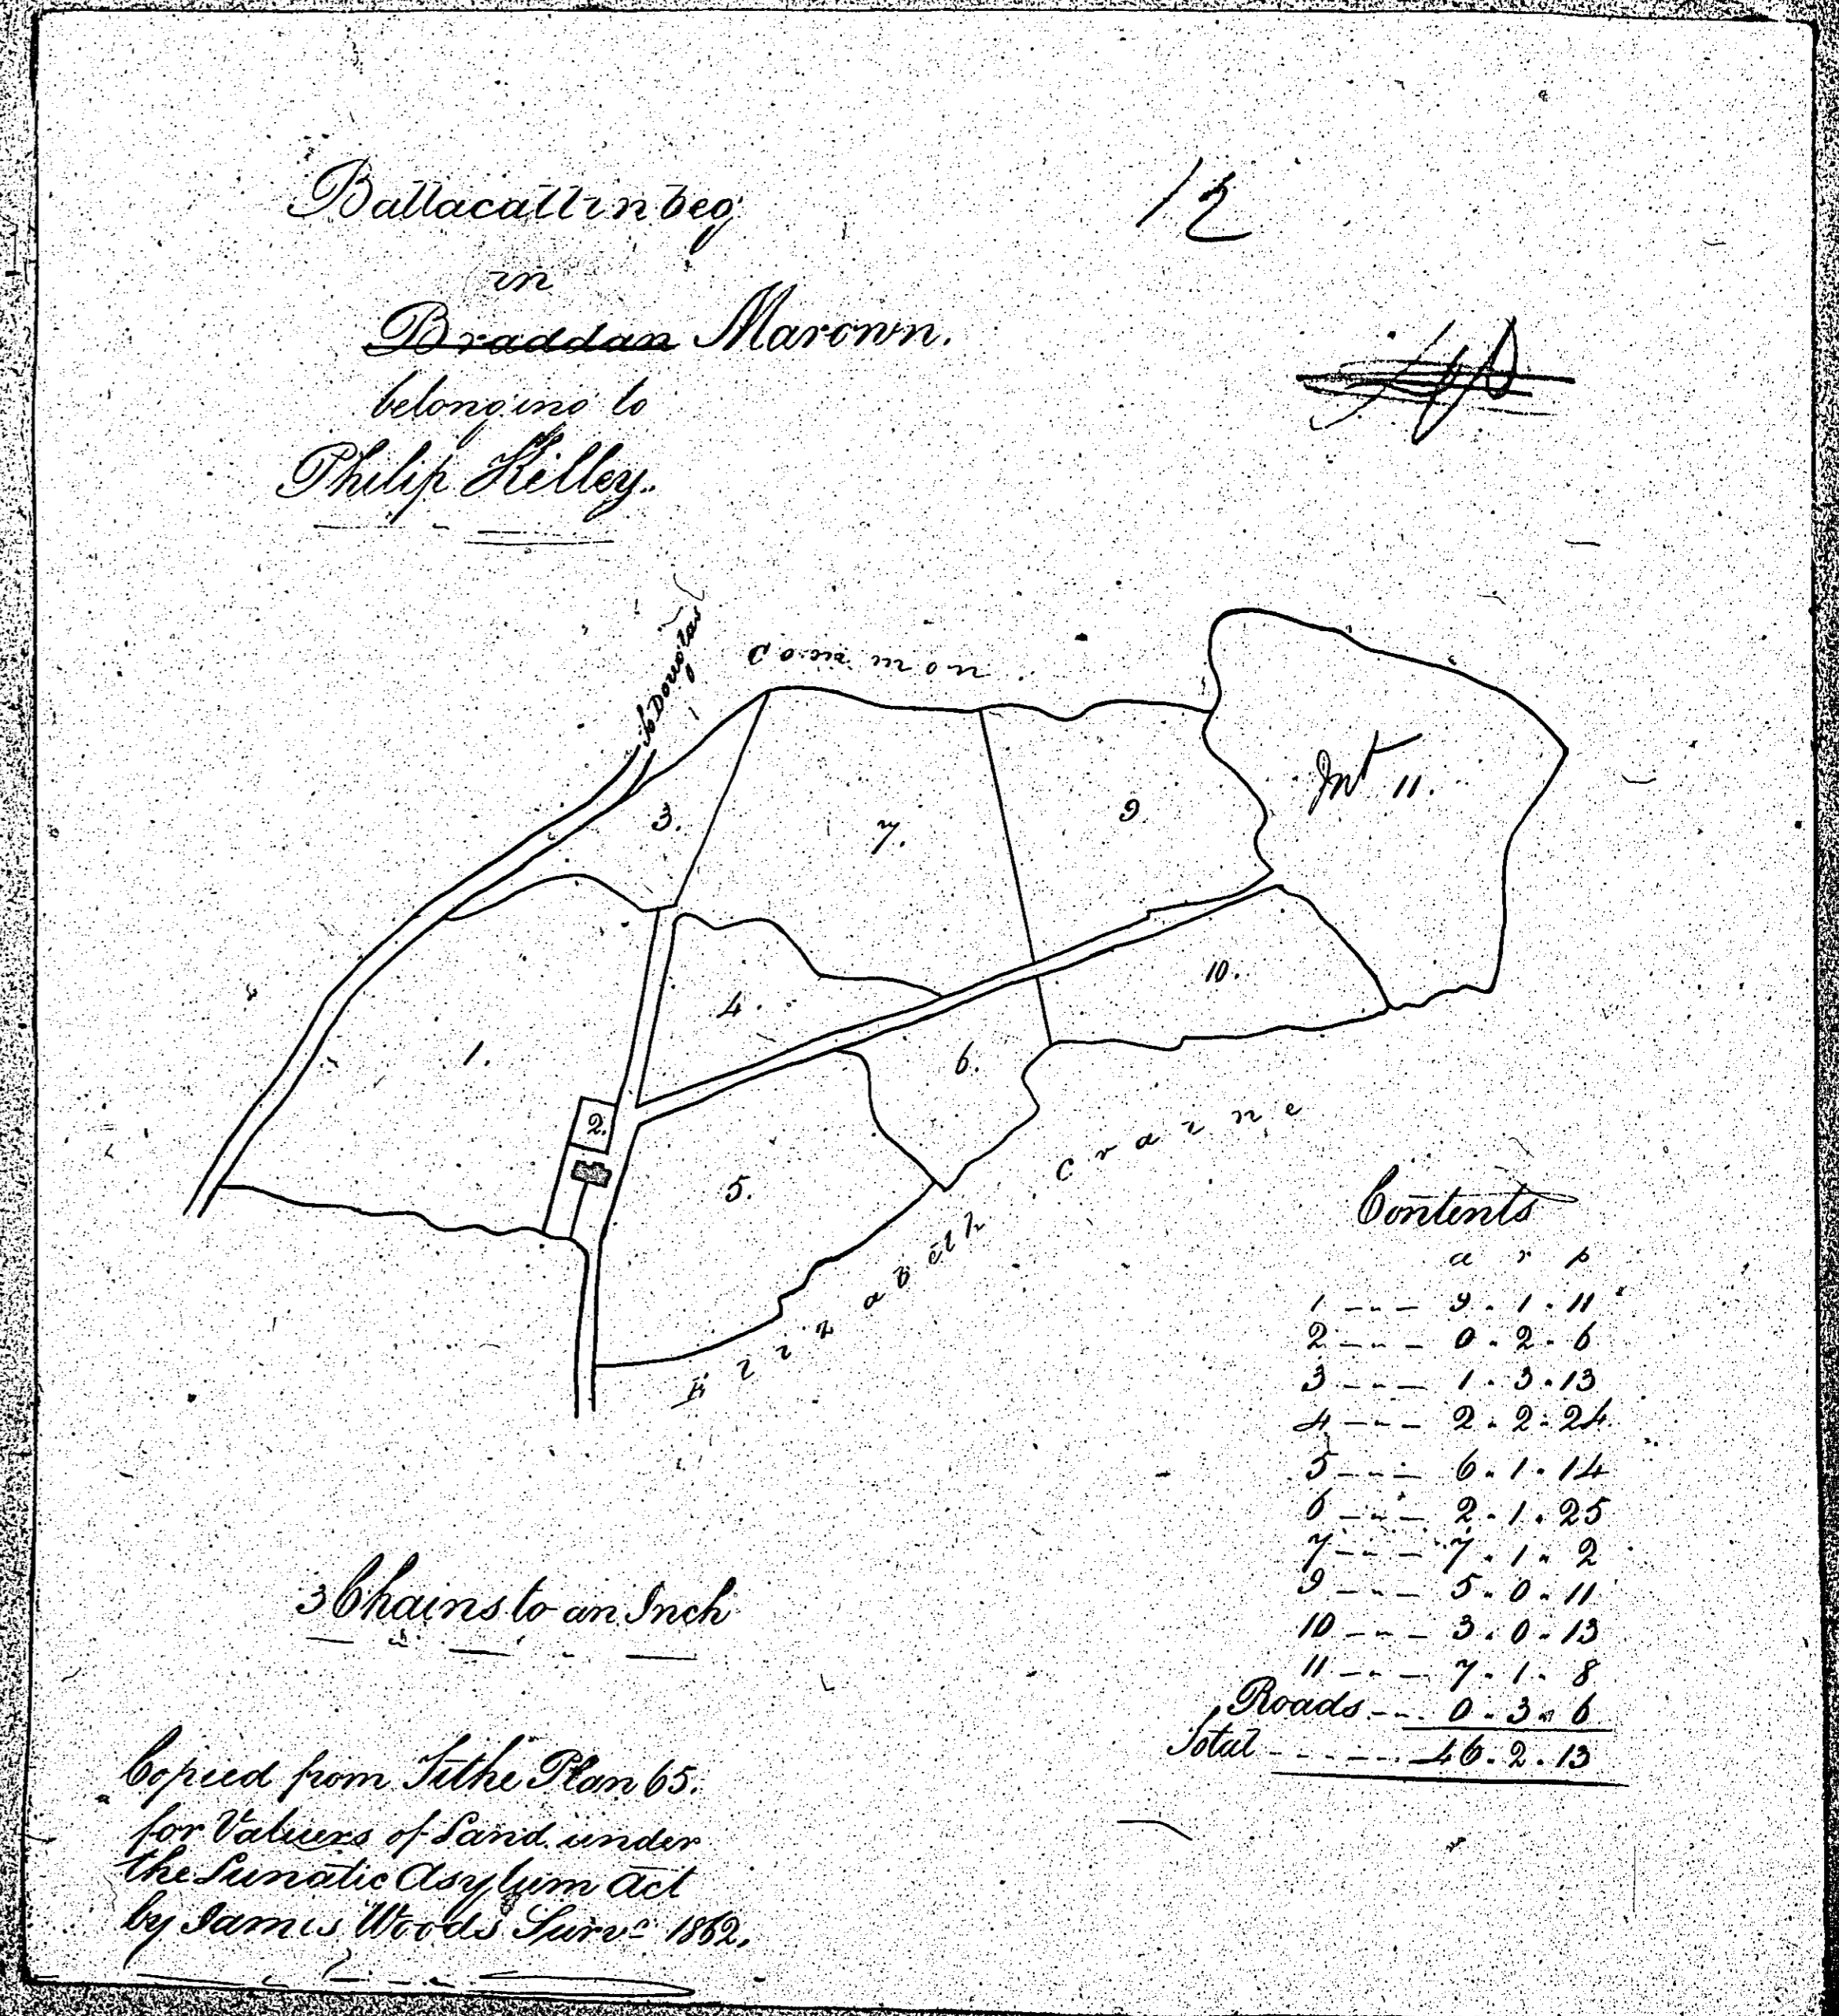 Ballacallin beg
12
in
Braddan Marown.
belonging to
Philip Kelley.
To Douglas
Common
Int 11.
3.
7.
9
10.
4.
1.
6.
2.
5.
Elizabeth Craine
Contents
a r p
1 --- 9. 1. 11
2 --- 0. 2. 6
3 --- 1. 3. 13
4 --- 2. 2. 24
5 --- 6. 1. 14
6 --- 2. 1. 25
7 --- 7. 1. 2
9 --- 5. 0. 11
10 --- 3. 0. 13
11 --- 7. 1. 8
Roads --- 0. 3. 6
Total ------ 46. 2. 13
3 Chains to an Inch
Copied from Tithe Plan 65.
for Valuers of Land under
the Lunatic Asylum Act
by James Woods Survr 1862.